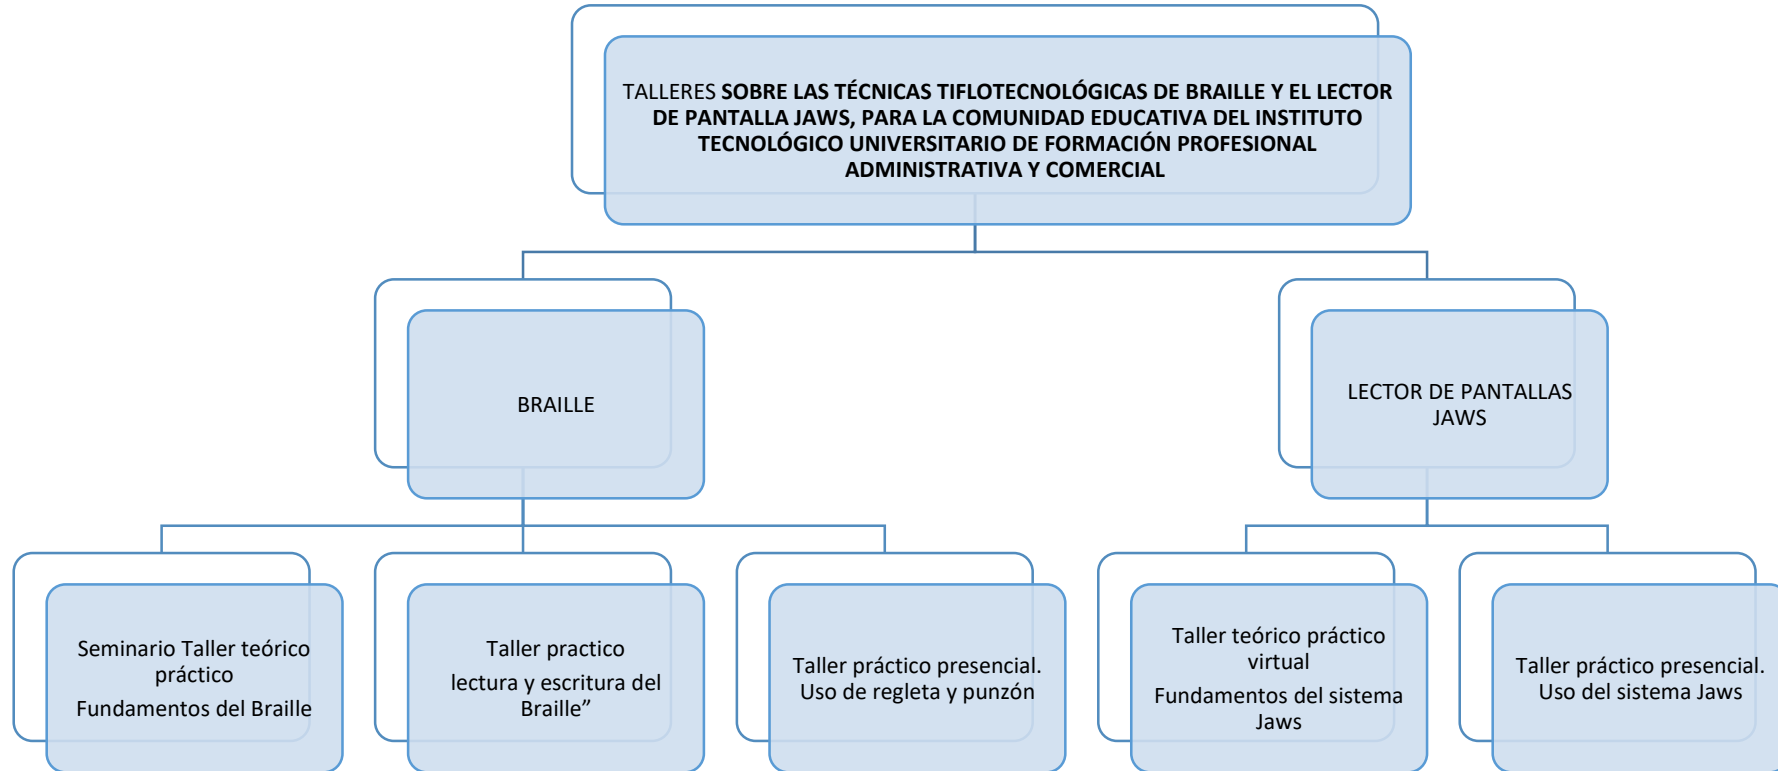 TALLERES SOBRE LAS TÉCNICAS TIFLOTECNOLÓGICAS DE BRAILLE Y EL LECTOR
DE PANTALLA JAWS, PARA LA COMUNIDAD EDUCATIVA DEL INSTITUTO
TECNOLÓGICO UNIVERSITARIO DE FORMACIÓN PROFESIONAL
ADMINISTRATIVA Y COMERCIAL
BRAILLE
LECTOR DE PANTALLAS
JAWS
Seminario Taller teórico
práctico
Fundamentos del Braille
Taller practico
lectura y escritura del
Braille”
Taller práctico presencial.
Uso de regleta y punzón
Taller teórico práctico
virtual
Fundamentos del sistema
Jaws
Taller práctico presencial.
Uso del sistema Jaws